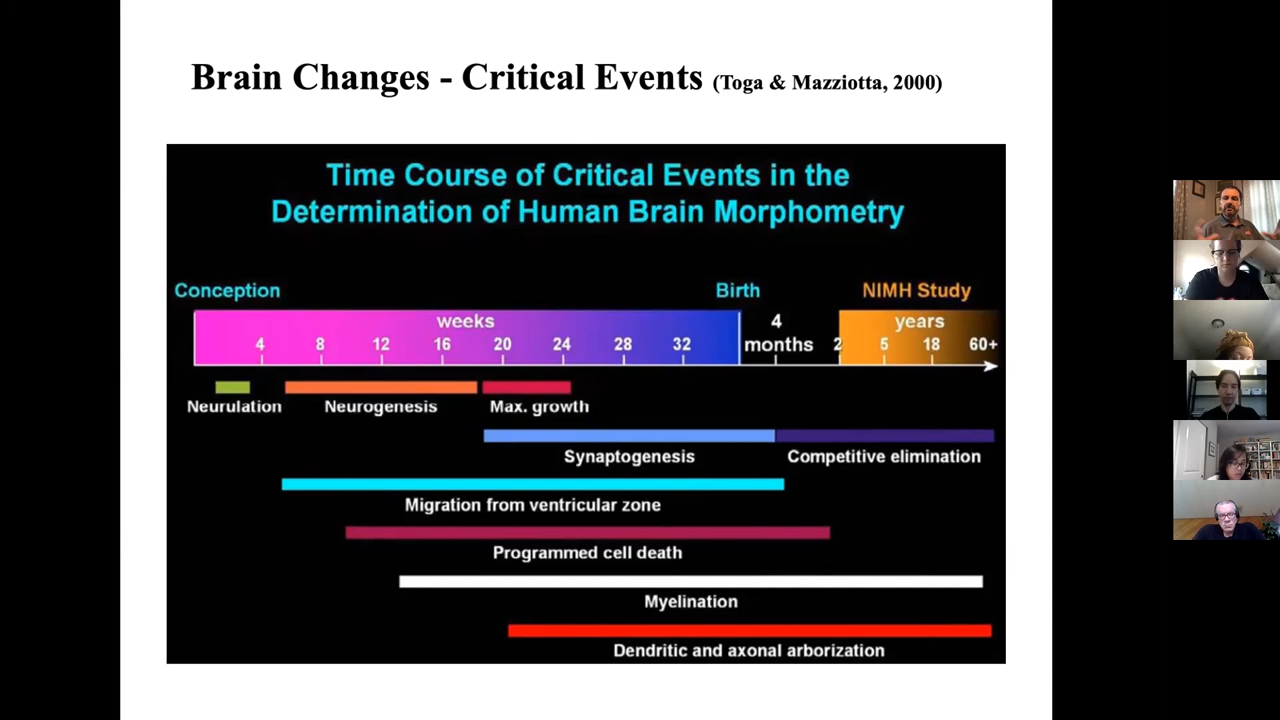 Brain Changes - Critical Events (Toga & Mazziotta, 2000)
Time Course of Critical Events in the
Determination of Human Brain Morphometry
Conception Birth NIMH Study
weeks 4 years
4 8 12 16 20 24 28 32 months 2 5 18 60+
Neurulation Neurogenesis Max. growth
Synaptogenesis Competitive elimination
Migration from ventricular zone
Programmed cell death
Myelination
Dendritic and axonal arborization